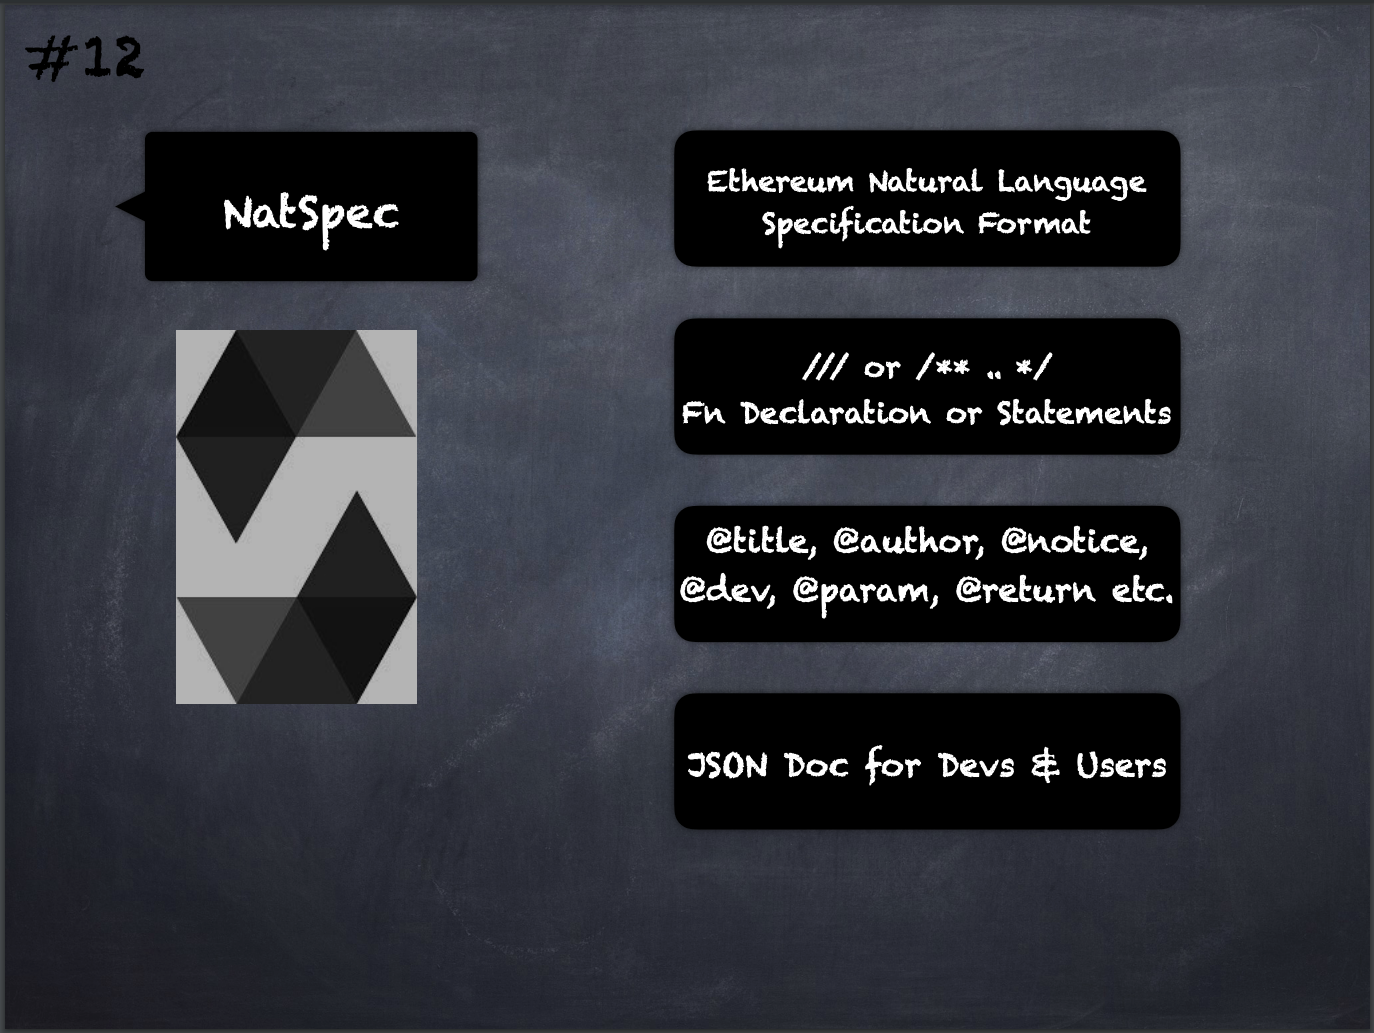 #12
NatSpec
Ethereum Natural Language
Specification Format
/// or /** .. */
Fn Declaration or Statements
@title, @author, @notice,
@dev, @param, @return etc.
JSON Doc for Devs & Users